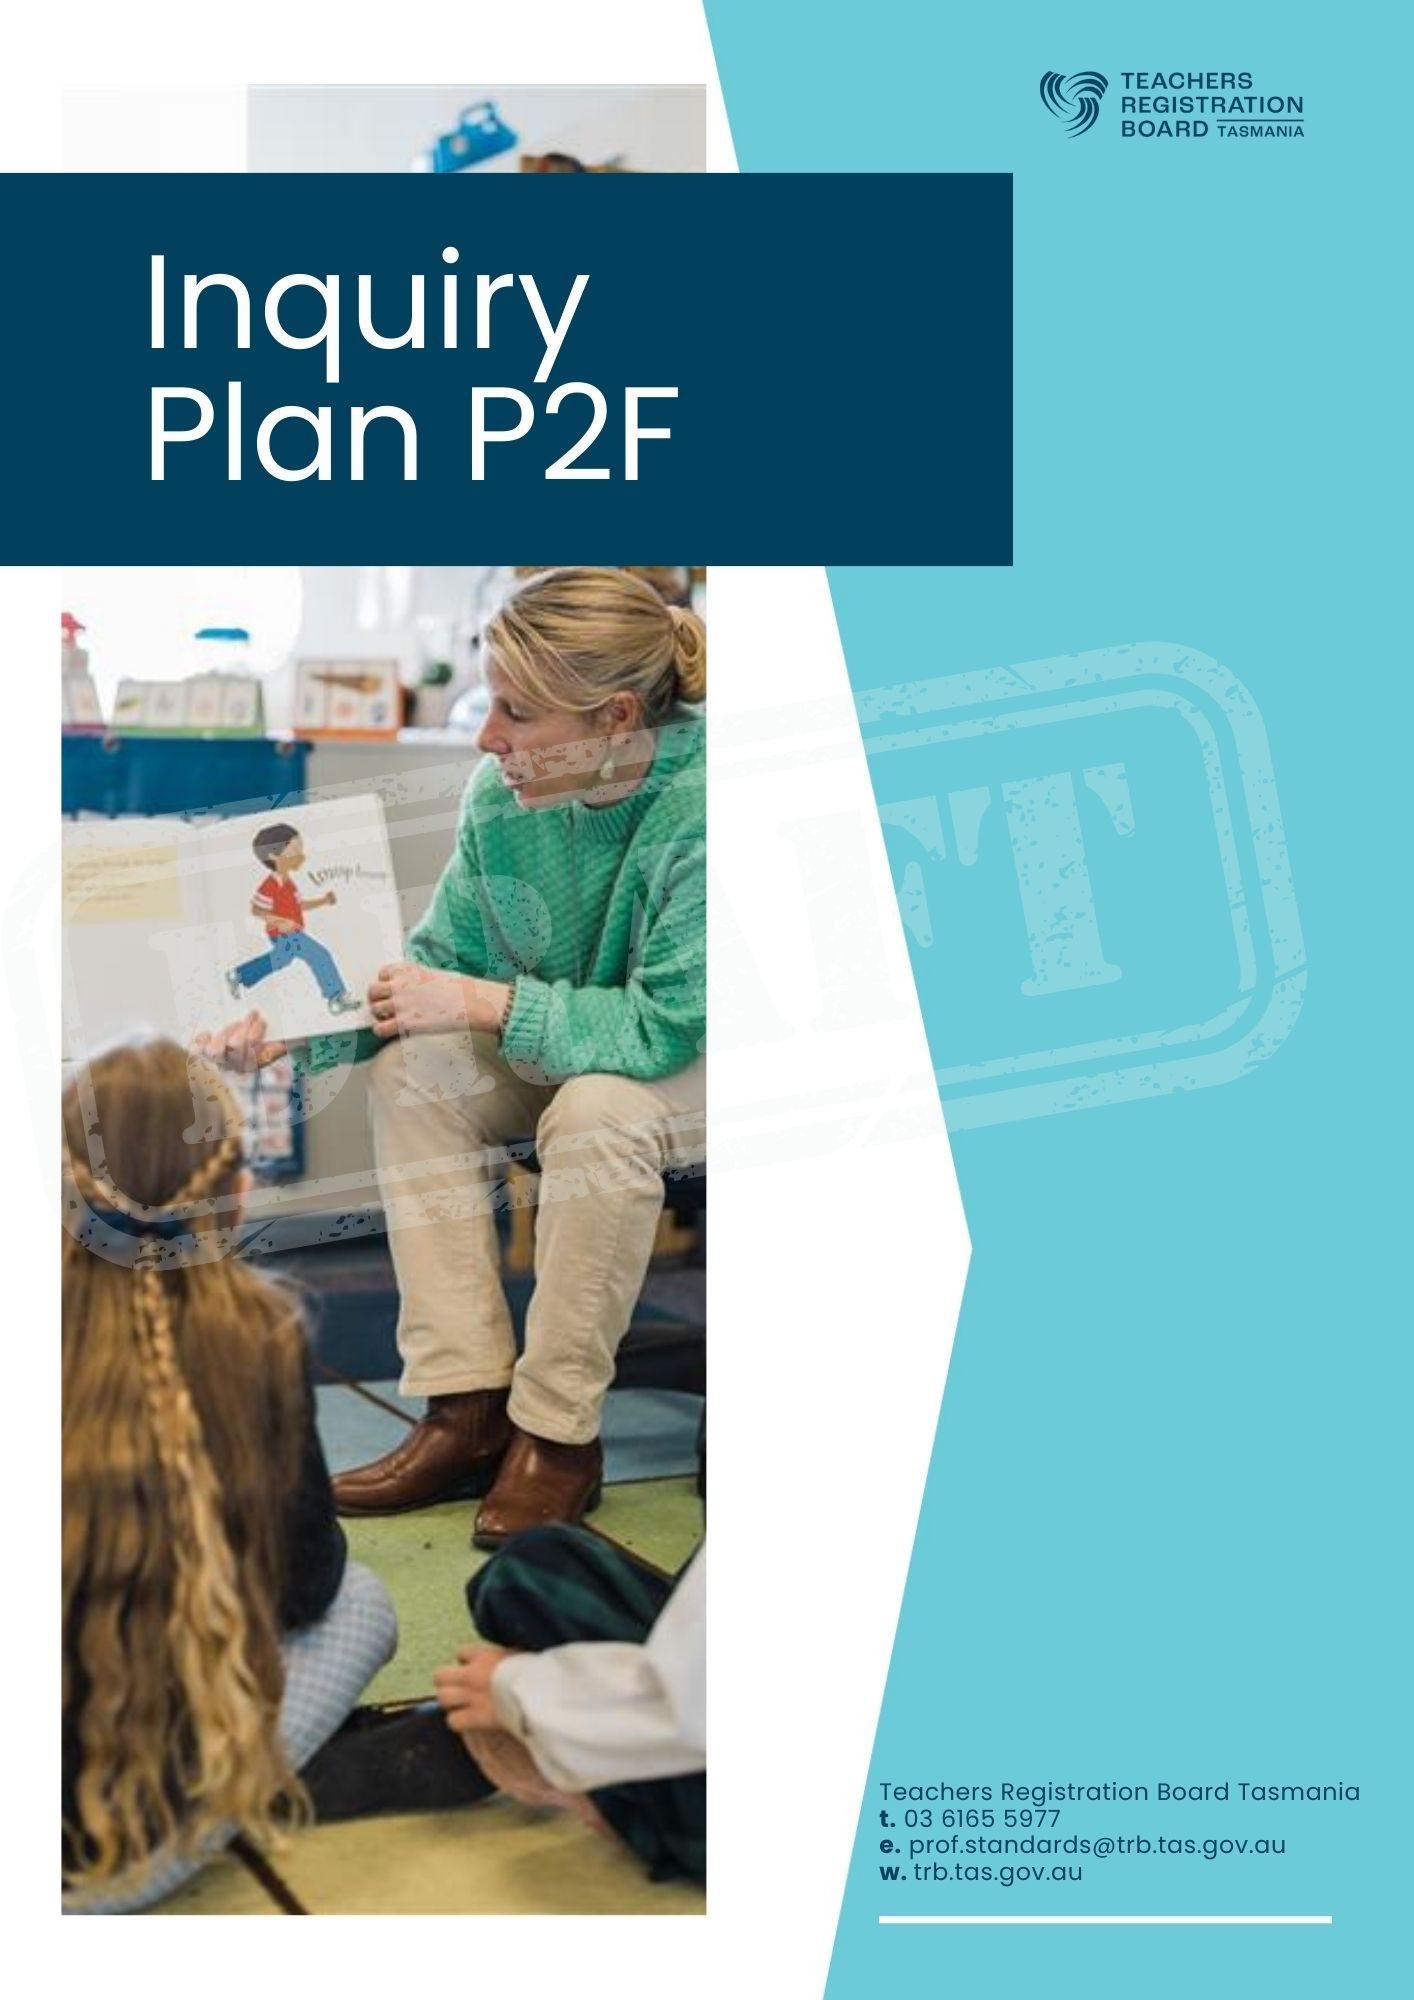 TEACHERS
REGISTRATION
BOARD TASMANIA
Inquiry
Plan P2F
DRAFT
Teachers Registration Board Tasmania
t. 03 6165 5977
e. prof.standards@trb.tas.gov.au
w. trb.tas.gov.au